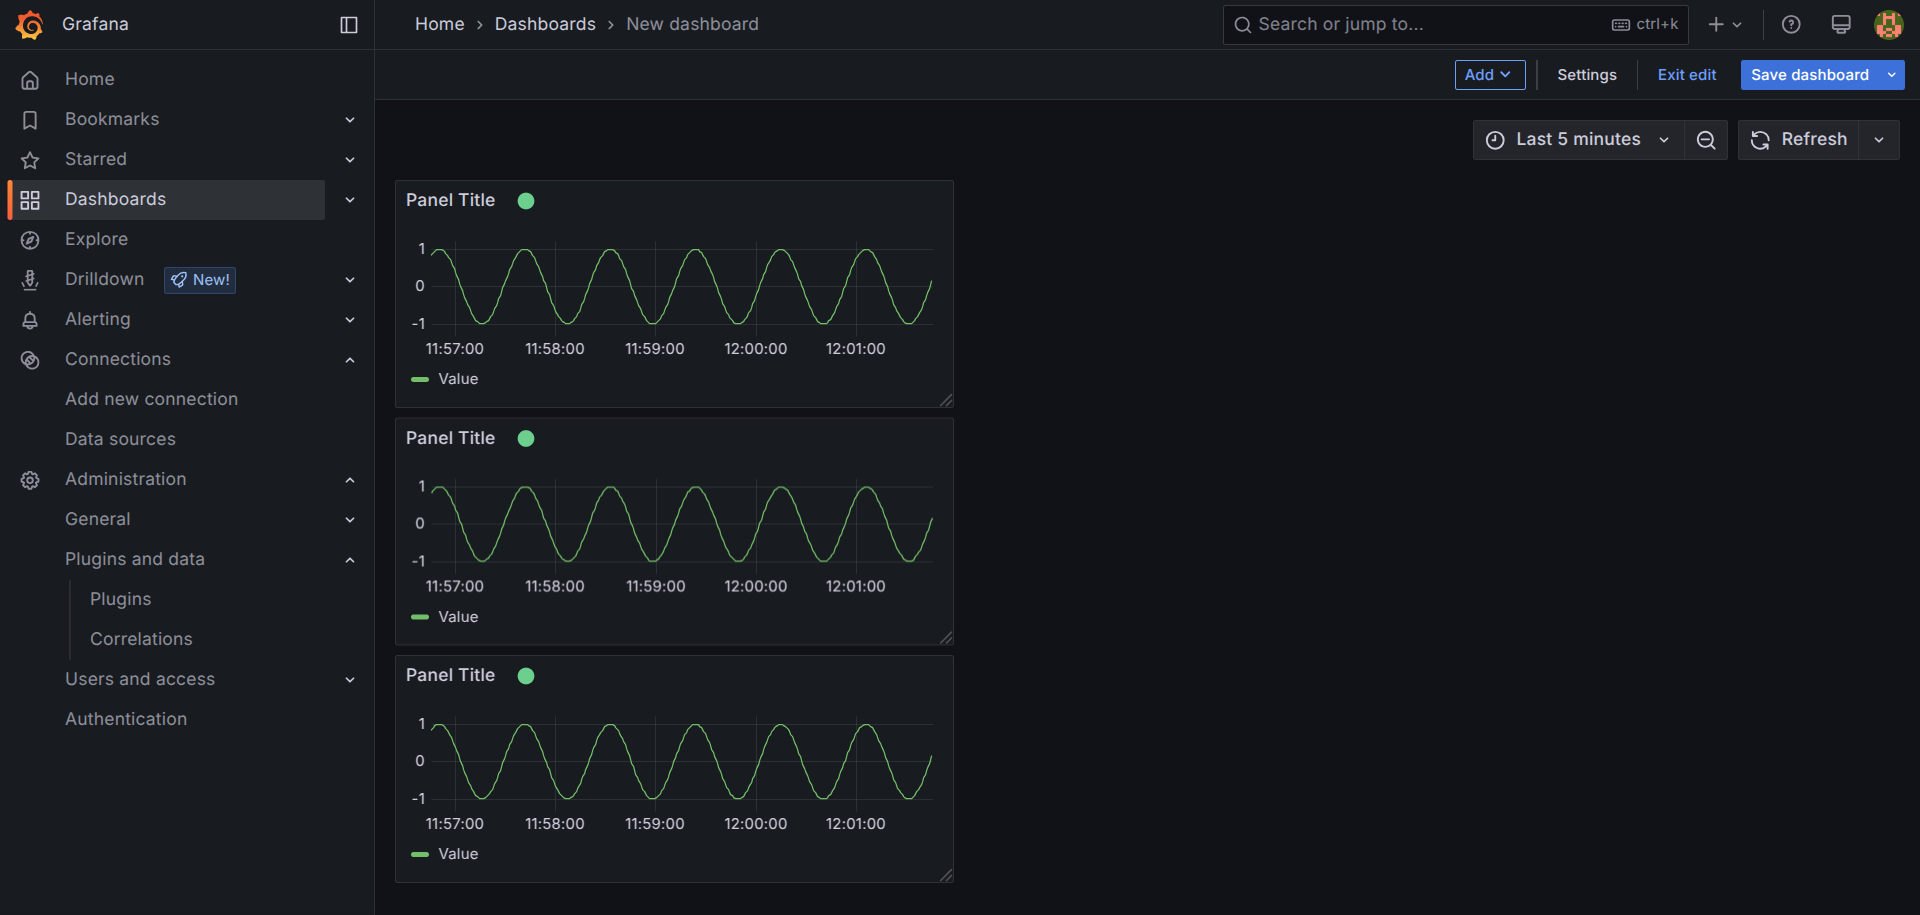 Grafana
Home › Dashboards › New dashboard
Search or jump to...
ctrl+k
Add
Settings
Exit edit
Save dashboard
Last 5 minutes
Refresh
Home
Bookmarks
Starred
Dashboards
Explore
Drilldown
New!
Alerting
Connections
Add new connection
Data sources
Administration
General
Plugins and data
Plugins
Correlations
Users and access
Authentication
Panel Title
1
0
-1
11:57:00 11:58:00 11:59:00 12:00:00 12:01:00
Value
Panel Title
1
0
-1
11:57:00 11:58:00 11:59:00 12:00:00 12:01:00
Value
Panel Title
1
0
-1
11:57:00 11:58:00 11:59:00 12:00:00 12:01:00
Value